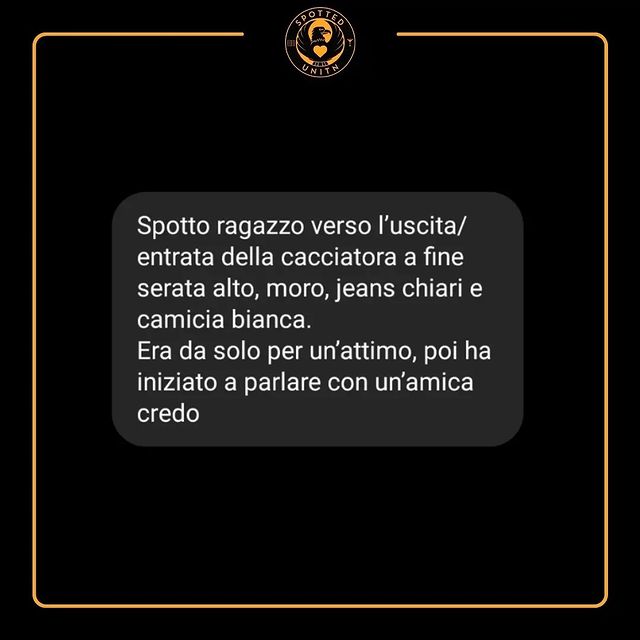 SPOTTED
UNITN
Spotto ragazzo verso l’uscita/
entrata della cacciatora a fine
serata alto, moro, jeans chiari e
camicia bianca.
Era da solo per un’attimo, poi ha
iniziato a parlare con un’amica
credo